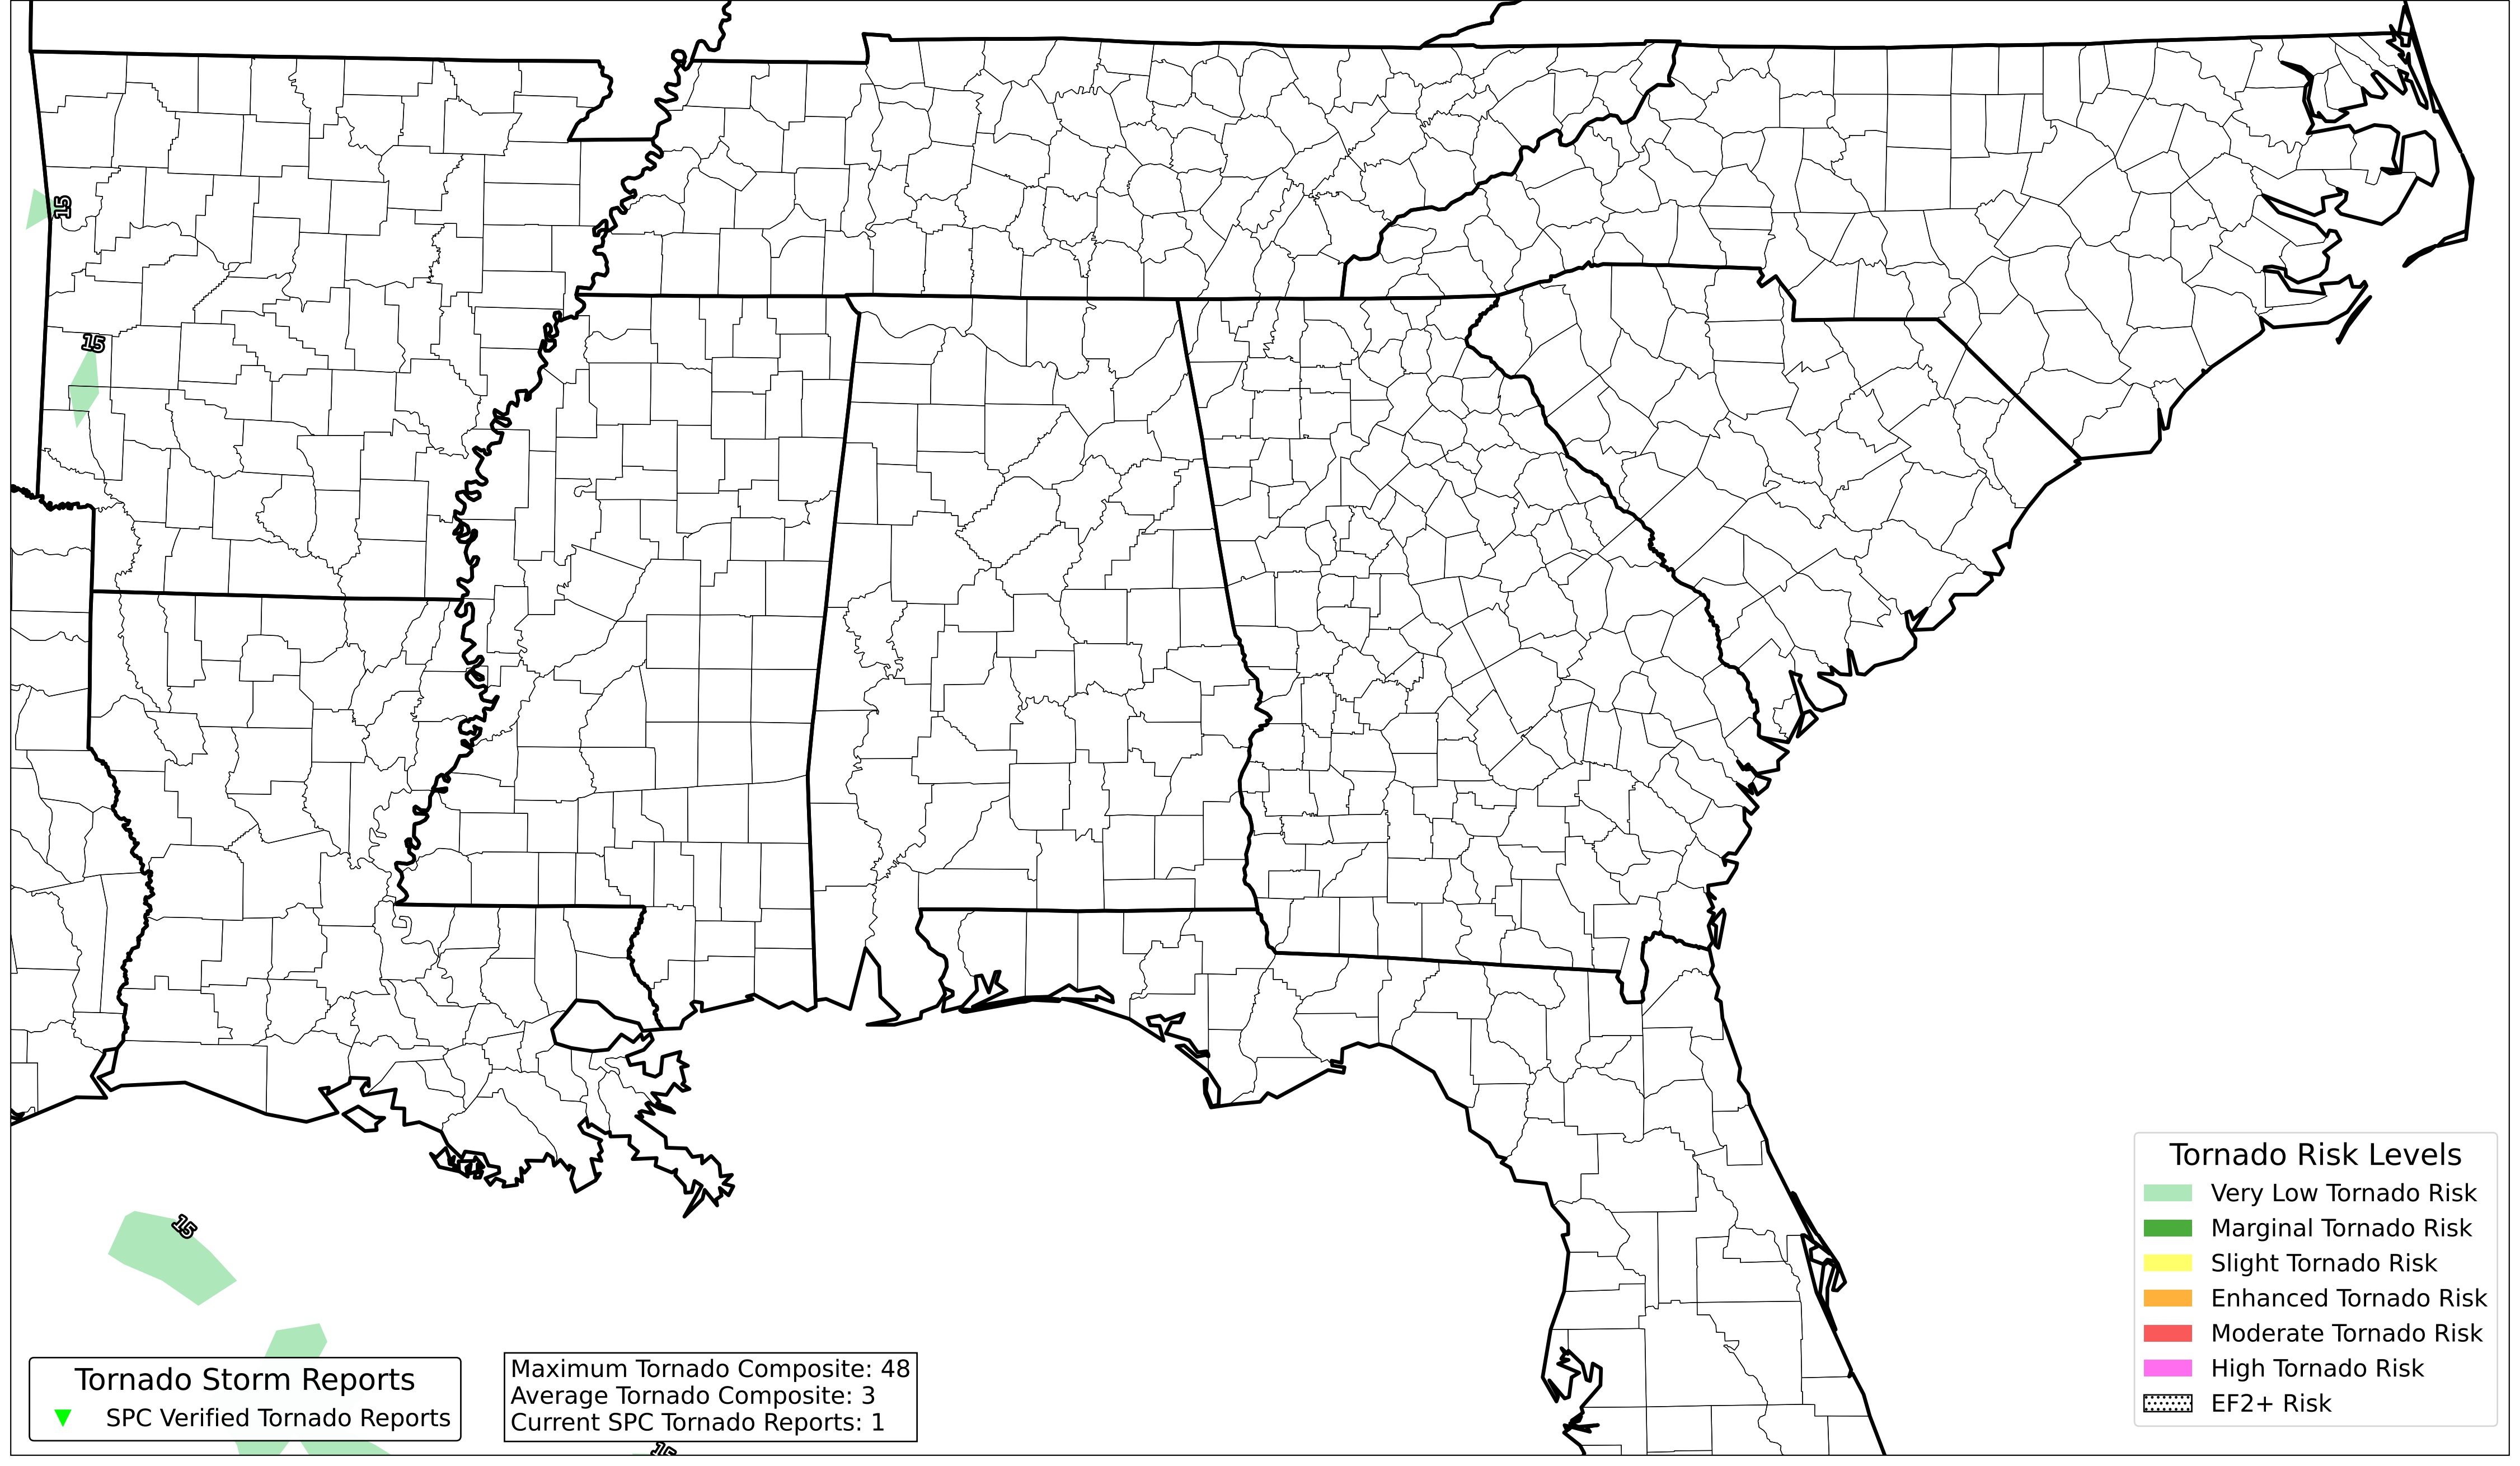 15
15
15
15
Tornado Storm Reports
SPC Verified Tornado Reports
Maximum Tornado Composite: 48
Average Tornado Composite: 3
Current SPC Tornado Reports: 1
Tornado Risk Levels
Very Low Tornado Risk
Marginal Tornado Risk
Slight Tornado Risk
Enhanced Tornado Risk
Moderate Tornado Risk
High Tornado Risk
EF2+ Risk